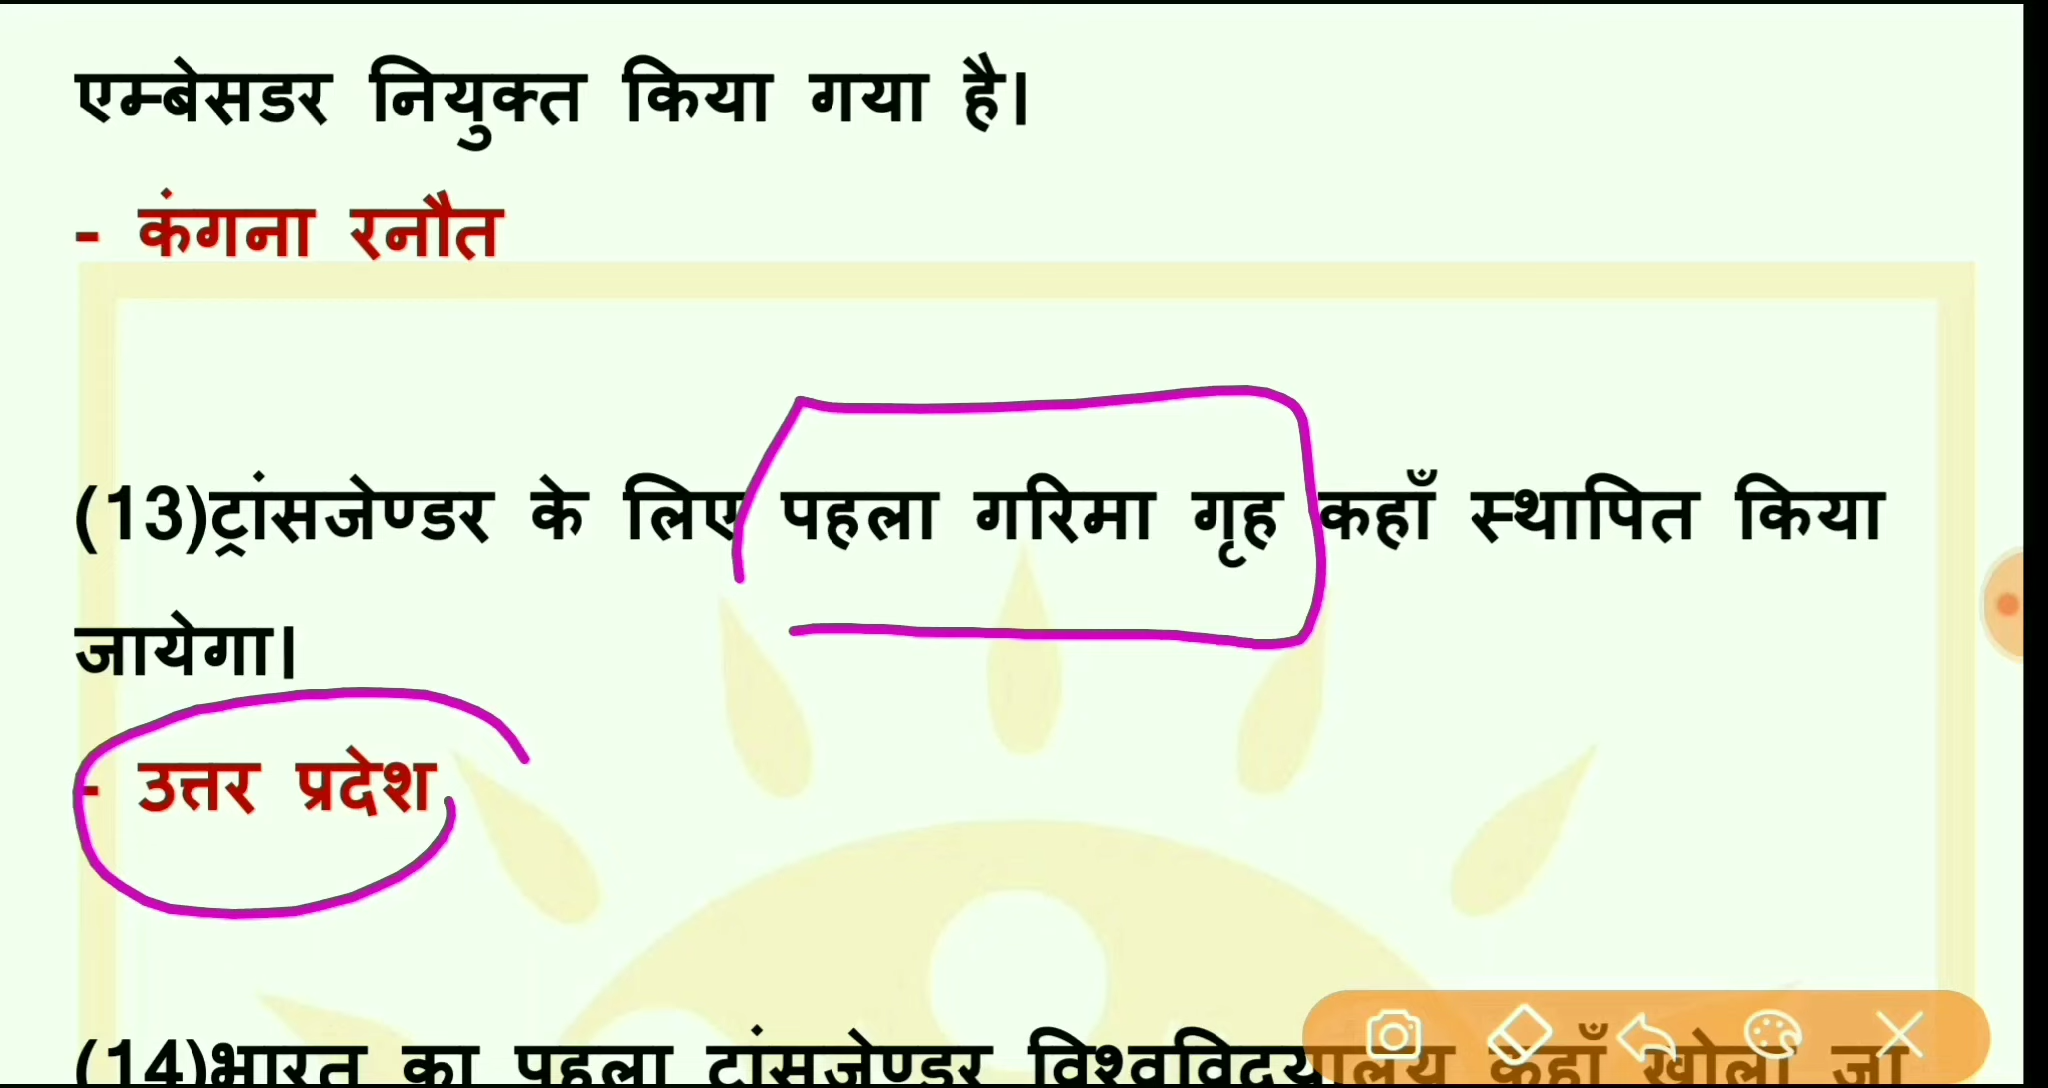 एम्बेसडर नियुक्त किया गया है।
- कंगना रनौत
(13)ट्रांसजेण्डर के लिए पहला गरिमा गृह कहाँ स्थापित किया
जायेगा।
- उत्तर प्रदेश
(14)भारत का पहला ट्रांसजेण्डर विश्वविद्यालय कहाँ खोला जा